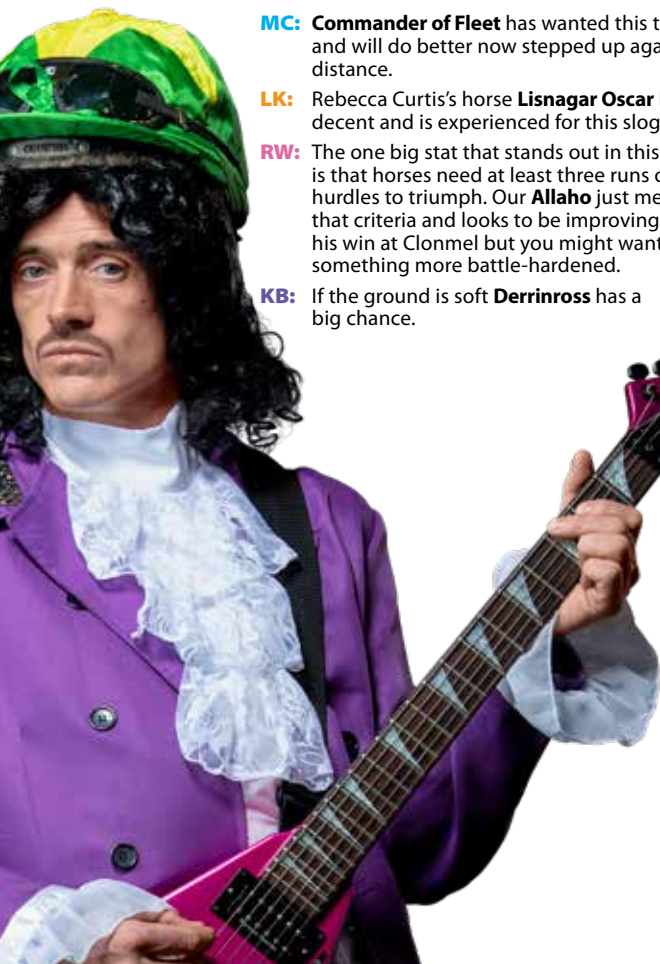 MC: Commander of Fleet has wanted this t
and will do better now stepped up aga
distance.
LK: Rebecca Curtis's horse Lisnagar Oscar
decent and is experienced for this slog
RW: The one big stat that stands out in this
is that horses need at least three runs o
hurdles to triumph. Our Allaho just me
that criteria and looks to be improving
his win at Clonmel but you might want
something more battle-hardened.
KB: If the ground is soft Derrinross has a
big chance.